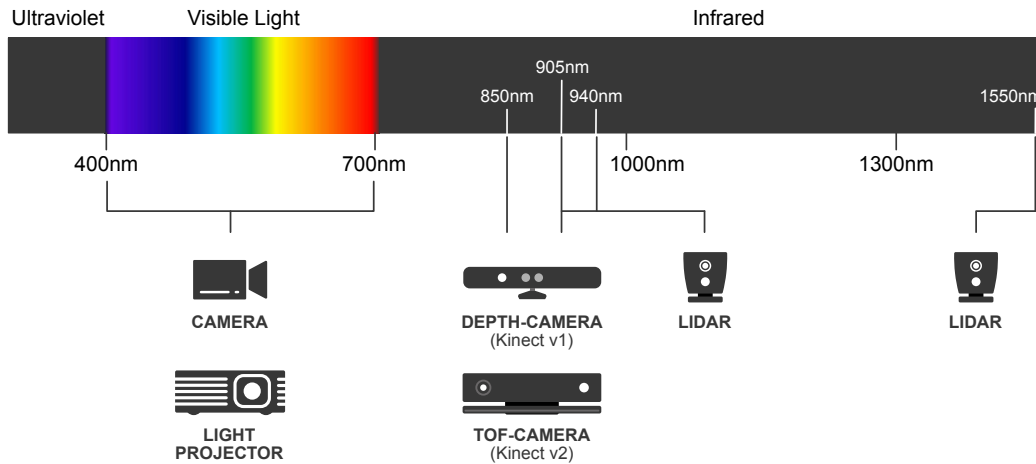 Ultraviolet
Visible Light
Infrared
905nm
850nm
940nm
1550nm
400nm
700nm
1000nm
1300nm
CAMERA
DEPTH-CAMERA
(Kinect v1)
LIDAR
LIDAR
LIGHT
PROJECTOR
TOF-CAMERA
(Kinect v2)